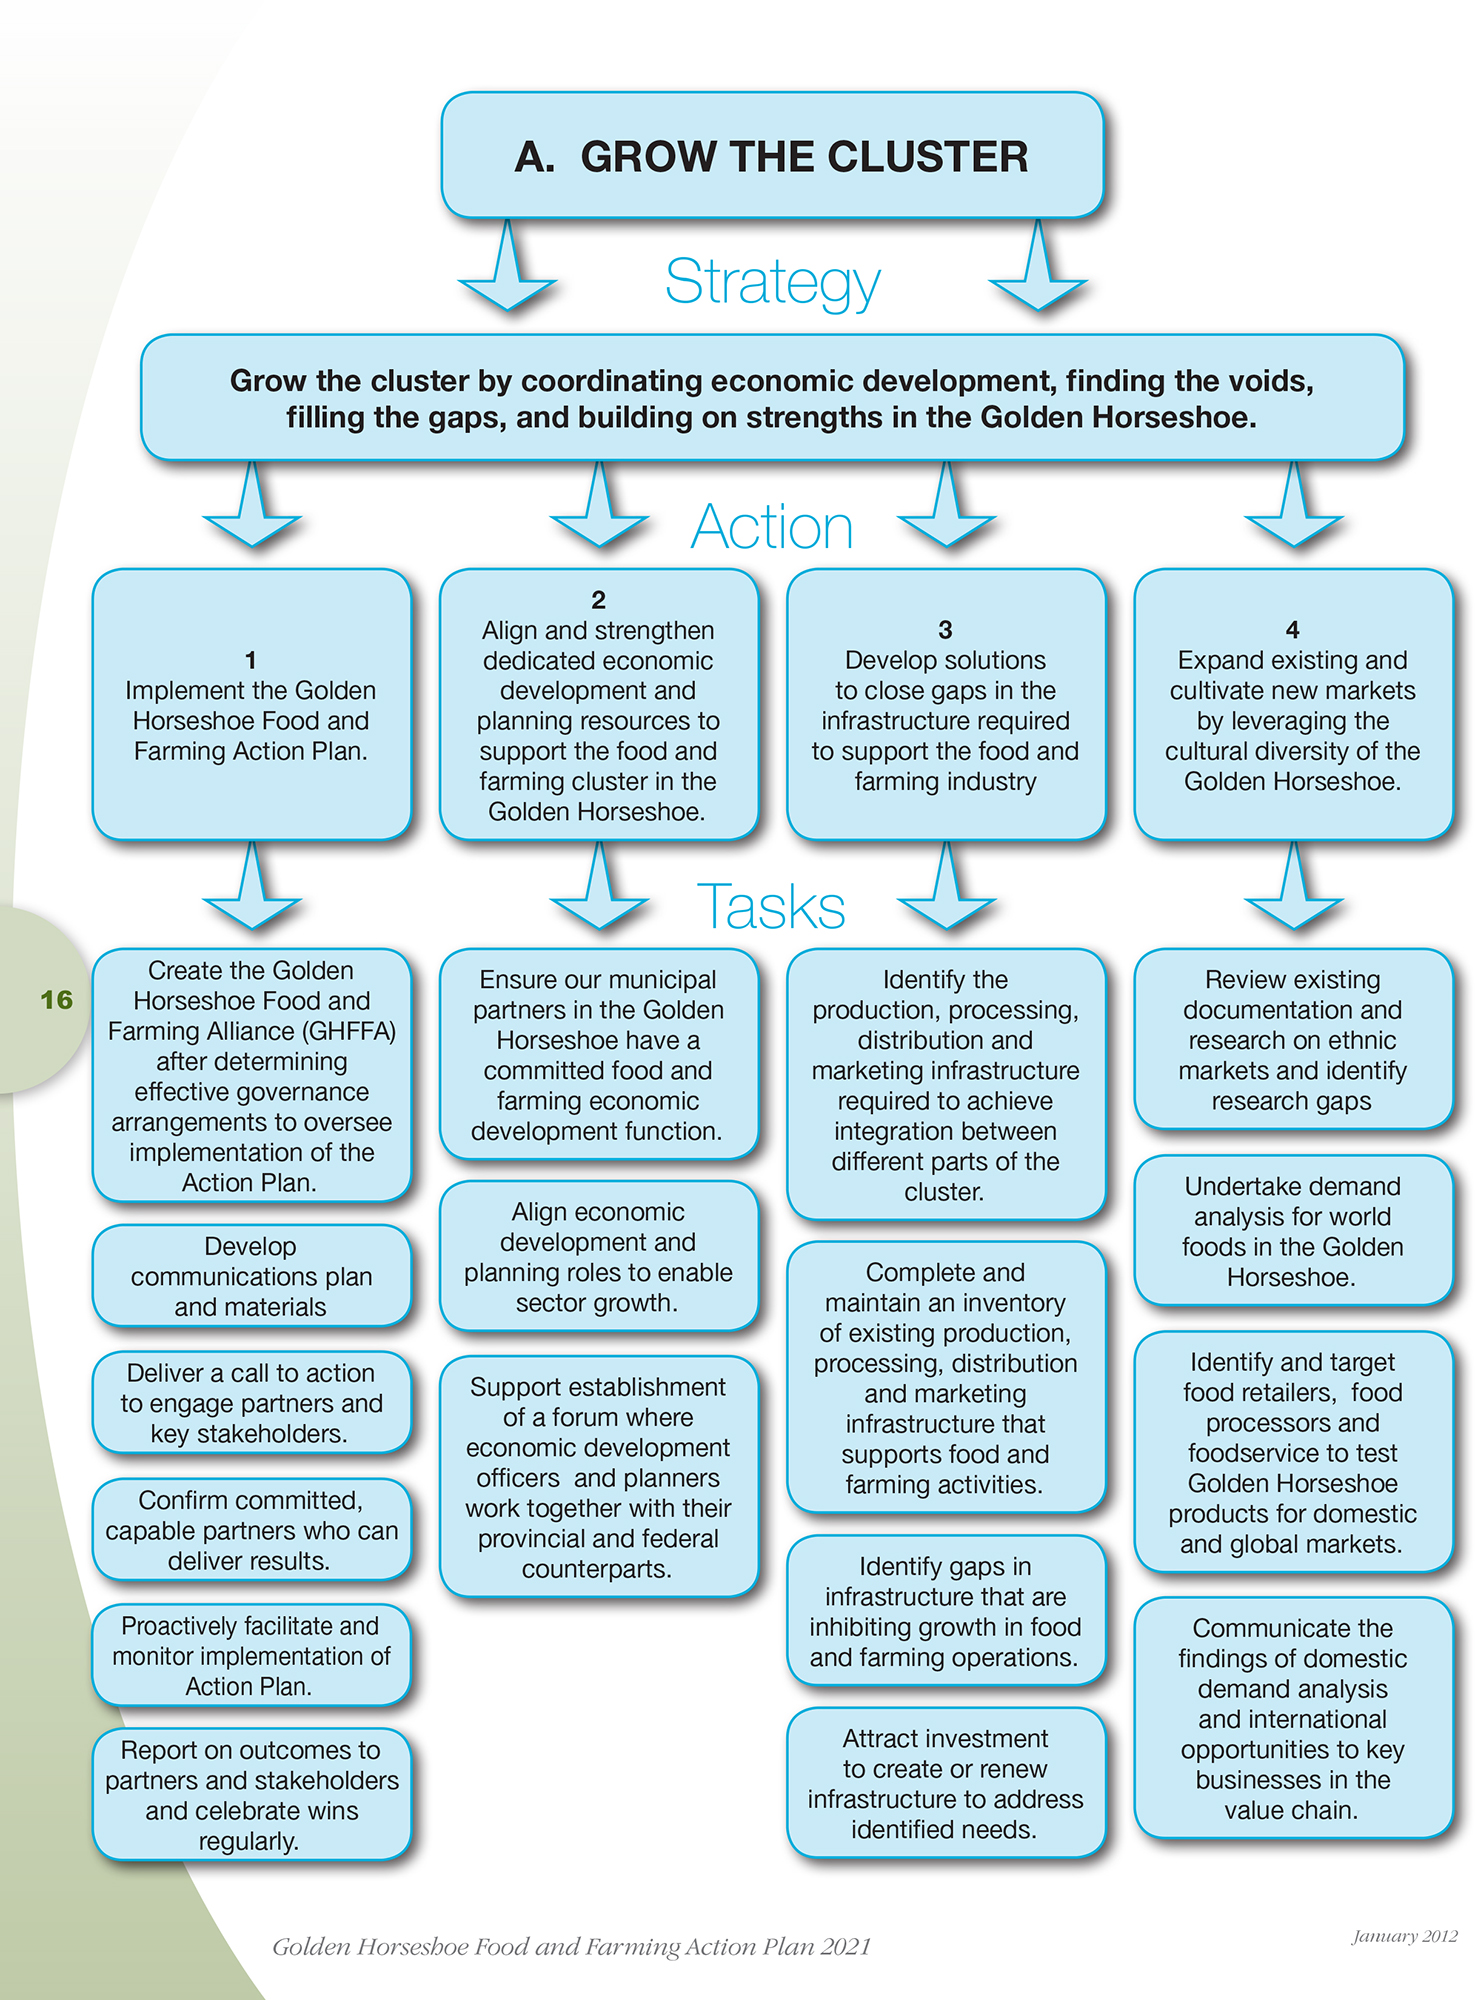 A. GROW THE CLUSTER
Strategy
Grow the cluster by coordinating economic development, finding the voids,
filling the gaps, and building on strengths in the Golden Horseshoe.
Action
1
Implement the Golden
Horseshoe Food and
Farming Action Plan.
2
Align and strengthen
dedicated economic
development and
planning resources to
support the food and
farming cluster in the
Golden Horseshoe.
3
Develop solutions
to close gaps in the
infrastructure required
to support the food and
farming industry
4
Expand existing and
cultivate new markets
by leveraging the
cultural diversity of the
Golden Horseshoe.
Tasks
Create the Golden
Horseshoe Food and
Farming Alliance (GHFFA)
after determining
effective governance
arrangements to oversee
implementation of the
Action Plan.
Develop
communications plan
and materials
Deliver a call to action
to engage partners and
key stakeholders.
Confirm committed,
capable partners who can
deliver results.
Proactively facilitate and
monitor implementation of
Action Plan.
Report on outcomes to
partners and stakeholders
and celebrate wins
regularly.
Ensure our municipal
partners in the Golden
Horseshoe have a
committed food and
farming economic
development function.
Align economic
development and
planning roles to enable
sector growth.
Support establishment
of a forum where
economic development
officers  and planners
work together with their
provincial and federal
counterparts.
Identify the
production, processing,
distribution and
marketing infrastructure
required to achieve
integration between
different parts of the
cluster.
Complete and
maintain an inventory
of existing production,
processing, distribution
and marketing
infrastructure that
supports food and
farming activities.
Identify gaps in
infrastructure that are
inhibiting growth in food
and farming operations.
Attract investment
to create or renew
infrastructure to address
identified needs.
Review existing
documentation and
research on ethnic
markets and identify
research gaps
Undertake demand
analysis for world
foods in the Golden
Horseshoe.
Identify and target
food retailers,  food
processors and
foodservice to test
Golden Horseshoe
products for domestic
and global markets.
Communicate the
findings of domestic
demand analysis
and international
opportunities to key
businesses in the
value chain.
16
Golden Horseshoe Food and Farming Action Plan 2021
January 2012